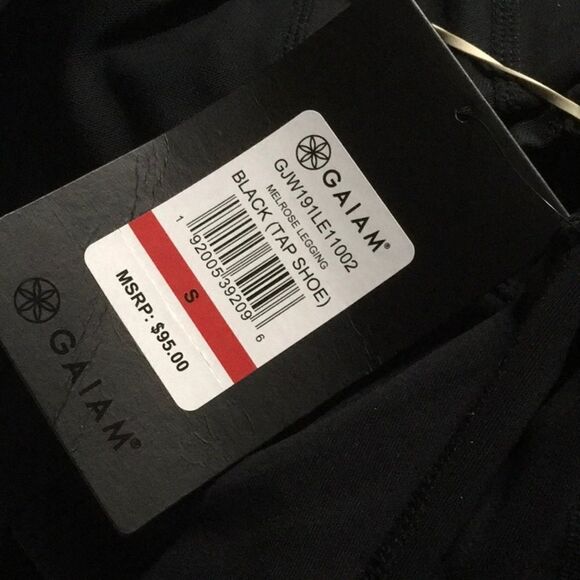 GAIAM®
GJW191LE11002
MELROSE LEGGING
BLACK (TAP SHOE)
1 92005 39209 6
S
MSRP: $95.00
GAIAM®